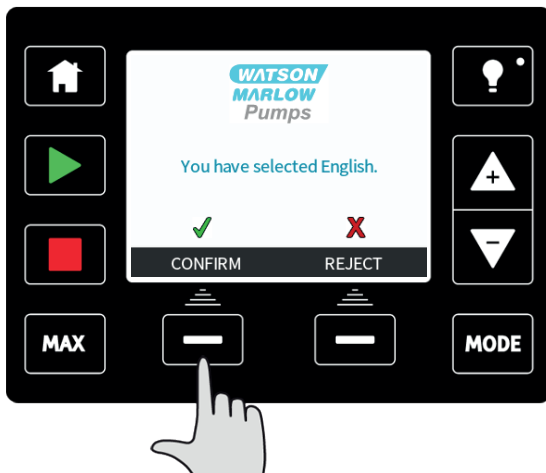 WATSON
MARLOW
Pumps
You have selected English.
CONFIRM REJECT
MAX
MODE